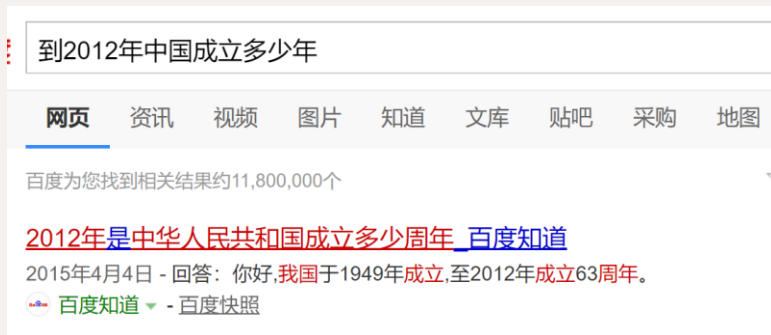 到2012年中国成立多少年
网页 资讯 视频 图片 知道 文库 贴吧 采购 地图
百度为您找到相关结果约11,800,000个
2012年是中华人民共和国成立多少周年_百度知道
2015年4月4日 - 回答：你好,我国于1949年成立,至2012年成立63周年。
百度知道 - 百度快照